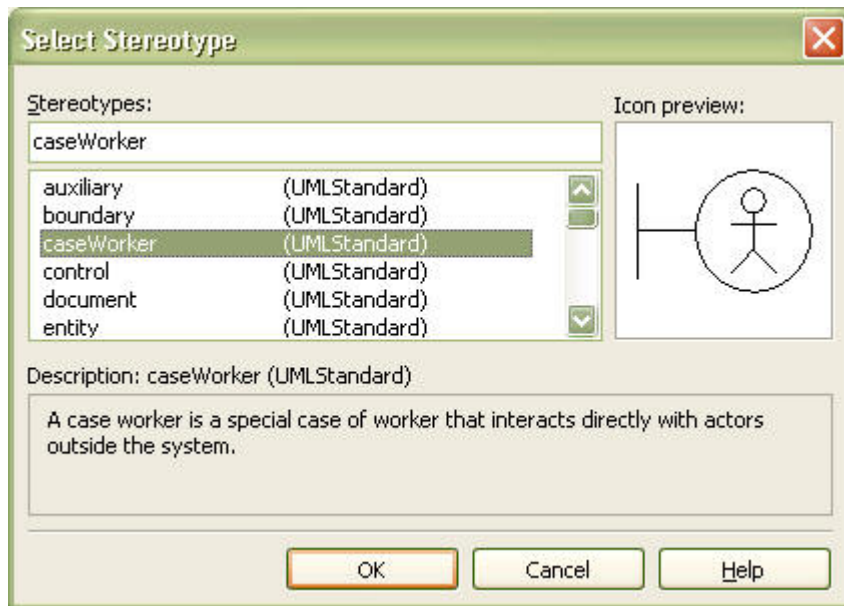 Select Stereotype
Stereotypes:
Icon preview:
caseWorker
auxiliary (UMLStandard)
boundary (UMLStandard)
caseWorker (UMLStandard)
control (UMLStandard)
document (UMLStandard)
entity (UMLStandard)
Description: caseWorker (UMLStandard)
A case worker is a special case of worker that interacts directly with actors
outside the system.
OK Cancel Help